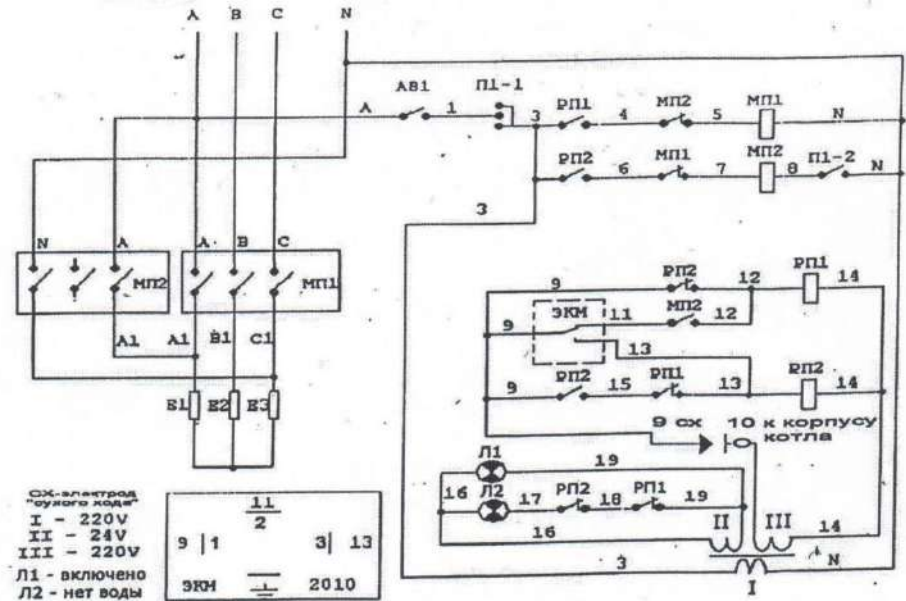 A B C N
A АВ1 1 П1-1
3 РП1 4 МП2 5 МП1 N
РП2 6 МП1 7 МП2 8 П1-2 N
3
N A A B C
МП2 МП1
A1 A1 B1 C1
E1 E2 E3
9 РП2 12 РП1 14
9 ЭКМ 11 МП2 12
13
9 РП2 15 РП1 13 РП2 14
9 сх 10 к корпусу
котла
Л1 19
16 Л2 17 РП2 18 РП1 19
16 II III 14
3 I N
СХ-электрод
"сухого хода"
I - 220V
II - 24V
III - 220V
Л1 - включено
Л2 - нет воды
11
2
9 | 1 3 | 13
ЭКМ 2010